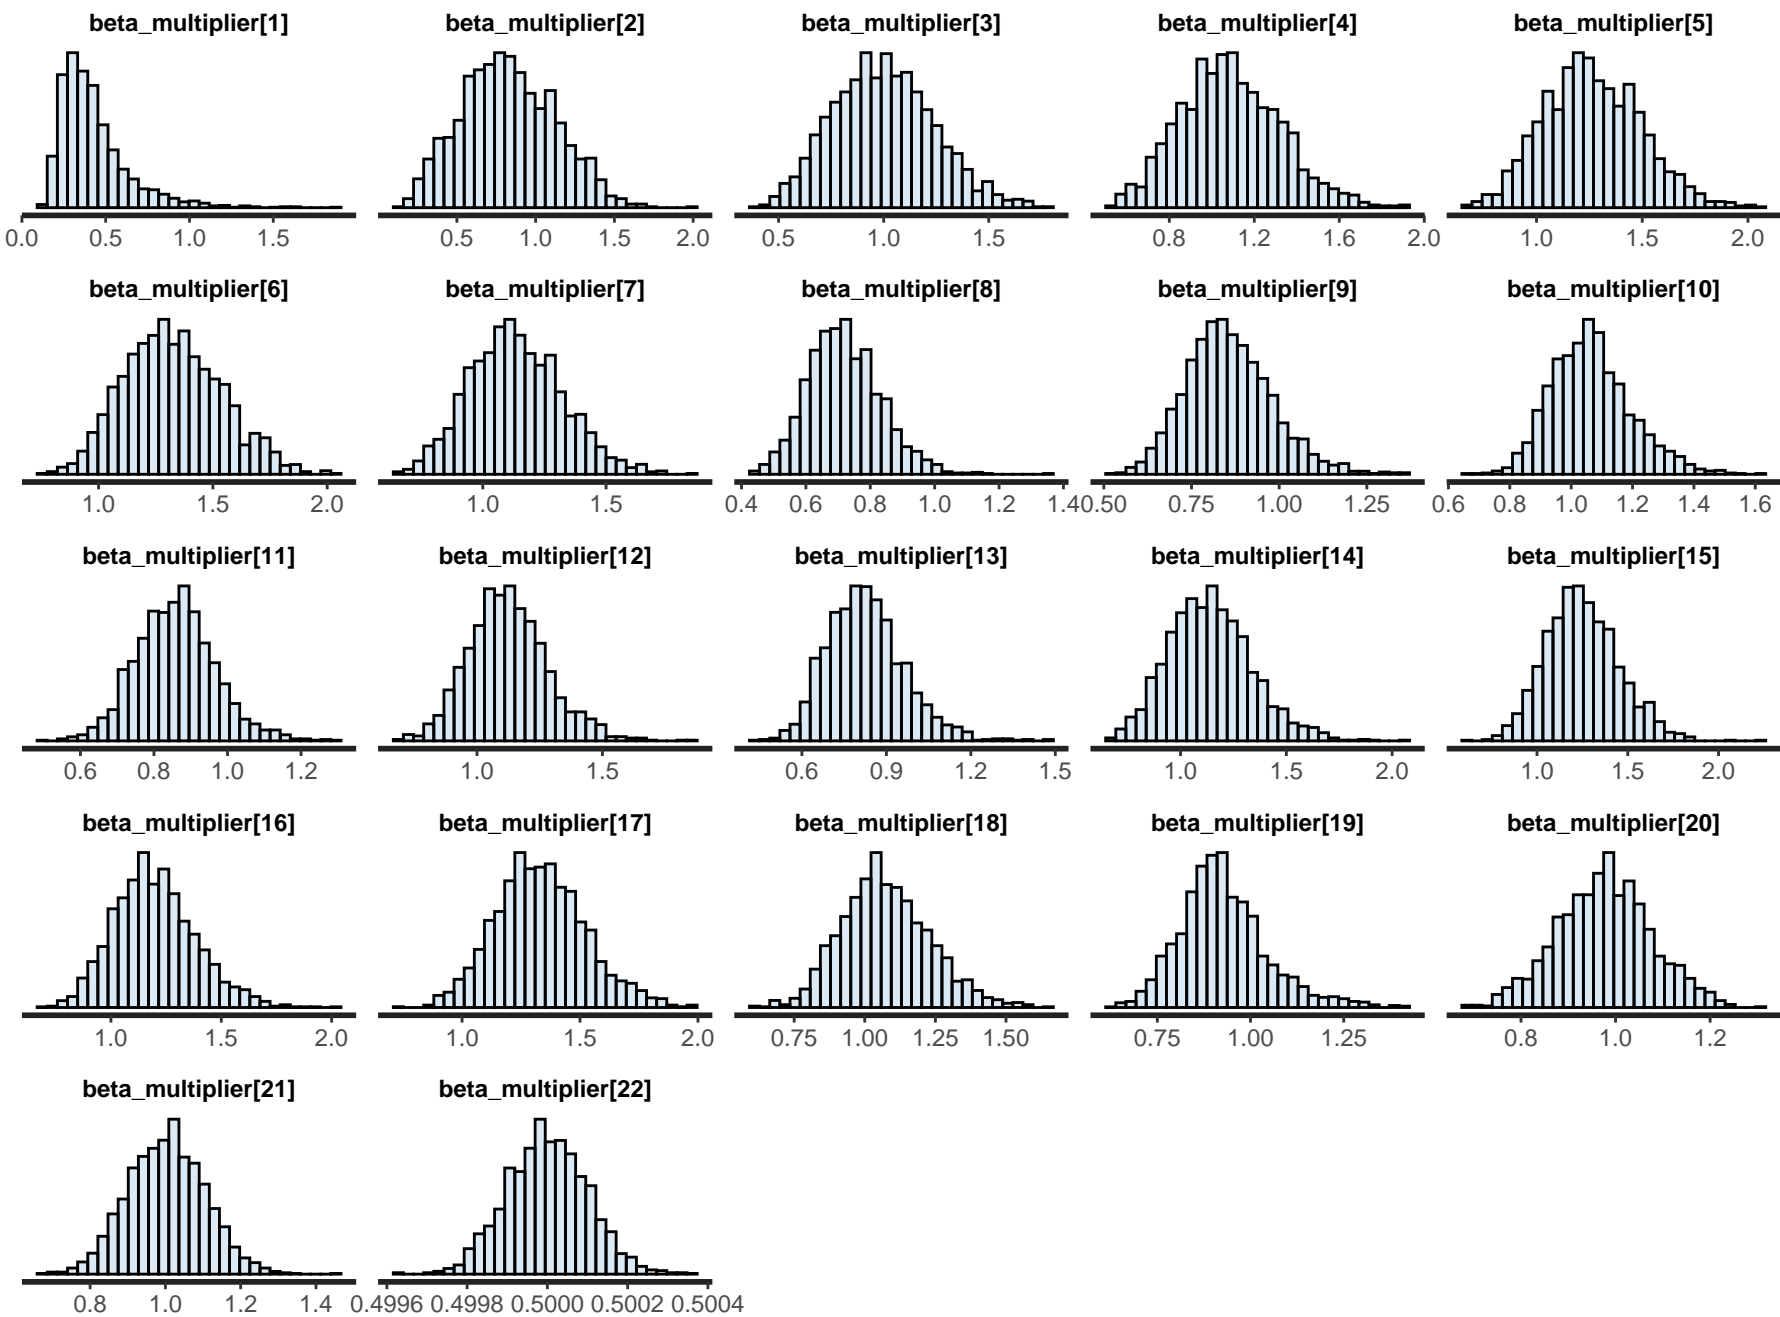 beta_multiplier[1] beta_multiplier[2] beta_multiplier[3] beta_multiplier[4] beta_multiplier[5]
0.0 0.5 1.0 1.5 0.5 1.0 1.5 2.0 0.5 1.0 1.5 0.8 1.2 1.6 2.0 1.0 1.5 2.0
beta_multiplier[6] beta_multiplier[7] beta_multiplier[8] beta_multiplier[9] beta_multiplier[10]
1.0 1.5 2.0 1.0 1.5 0.4 0.6 0.8 1.0 1.2 1.4 0.50 0.75 1.00 1.25 0.6 0.8 1.0 1.2 1.4 1.6
beta_multiplier[11] beta_multiplier[12] beta_multiplier[13] beta_multiplier[14] beta_multiplier[15]
0.6 0.8 1.0 1.2 1.0 1.5 0.6 0.9 1.2 1.5 1.0 1.5 2.0 1.0 1.5 2.0
beta_multiplier[16] beta_multiplier[17] beta_multiplier[18] beta_multiplier[19] beta_multiplier[20]
1.0 1.5 2.0 1.0 1.5 2.0 0.75 1.00 1.25 1.50 0.75 1.00 1.25 0.8 1.0 1.2
beta_multiplier[21] beta_multiplier[22]
0.8 1.0 1.2 1.4 0.4996 0.4998 0.5000 0.5002 0.5004